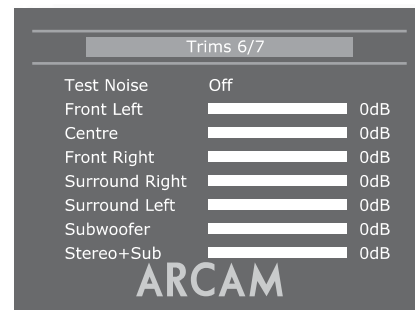 Trims 6/7
Test Noise Off
Front Left 0dB
Centre 0dB
Front Right 0dB
Surround Right 0dB
Surround Left 0dB
Subwoofer 0dB
Stereo+Sub 0dB
ARCAM